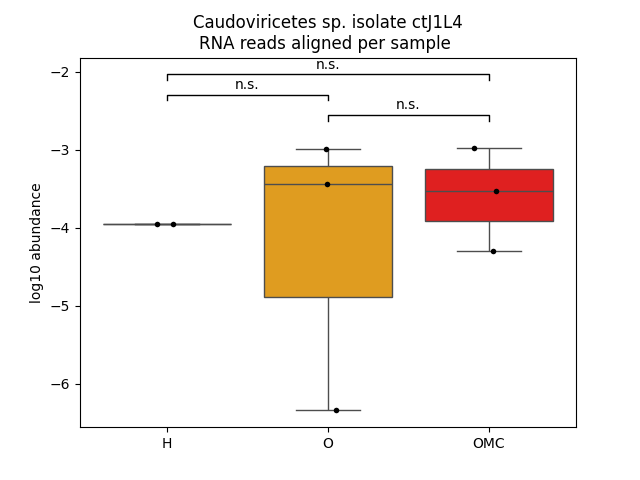 Caudoviricetes sp. isolate ctJ1L4
RNA reads aligned per sample
n.s.
n.s.
n.s.
−2
−3
−4
−5
−6
log10 abundance
H
O
OMC